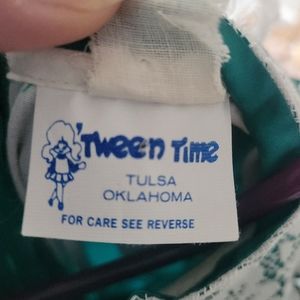 'Tween Time
TULSA
OKLAHOMA
FOR CARE SEE REVERSE